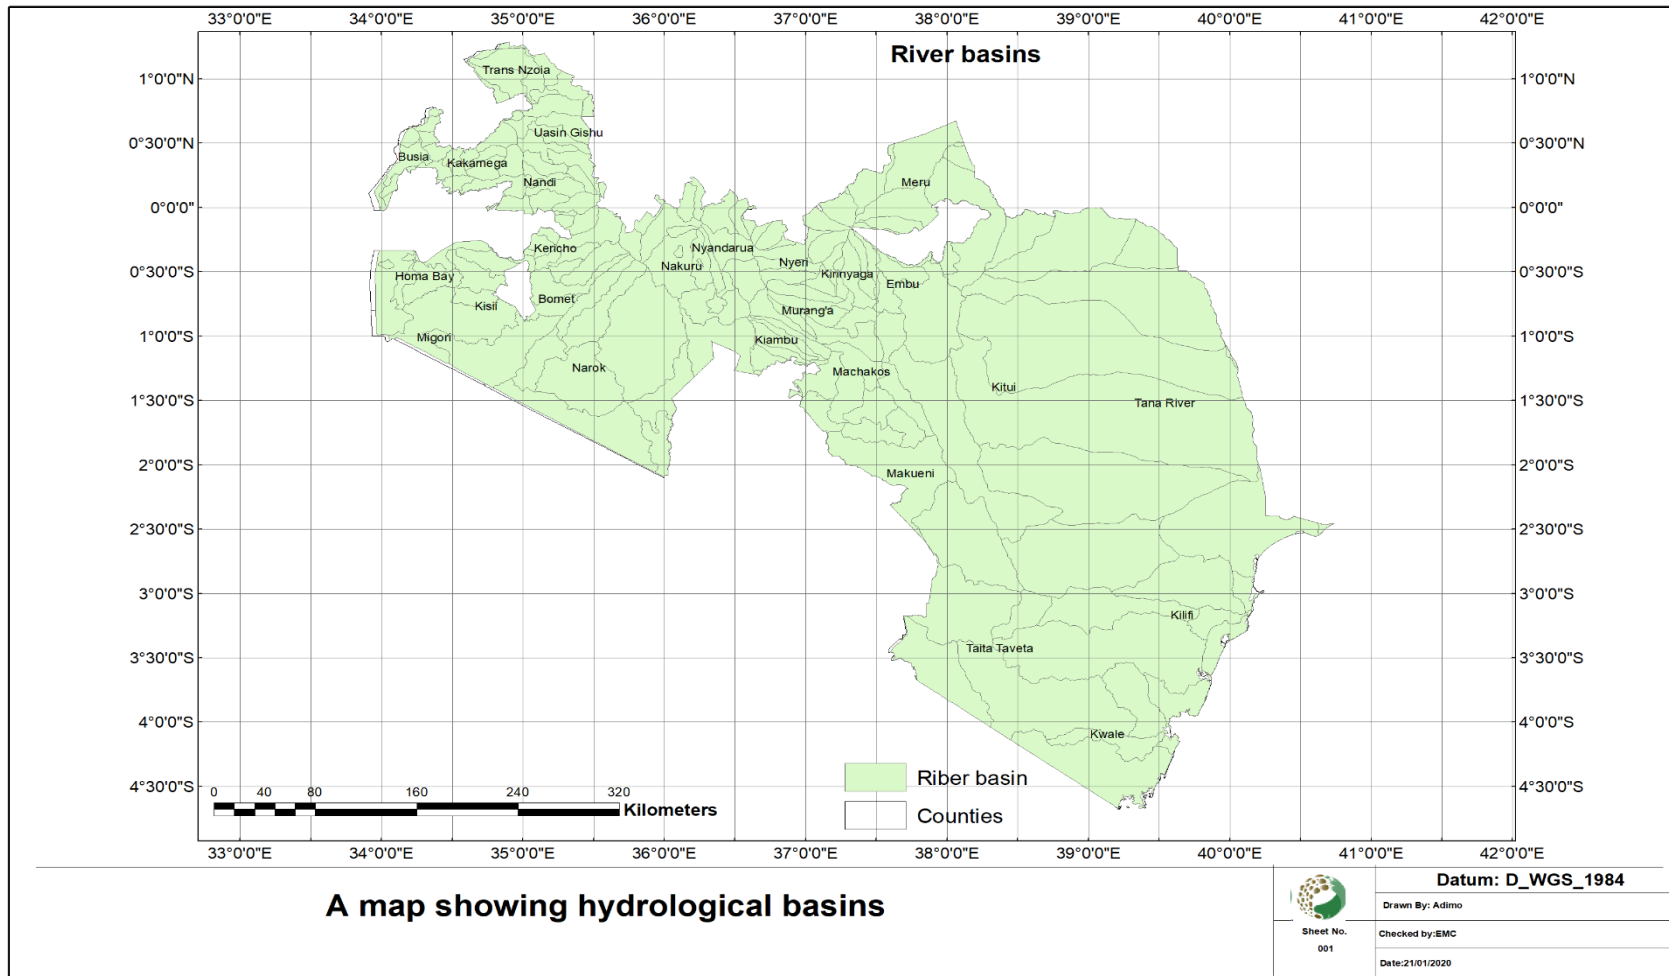 33°0'0"E 34°0'0"E 35°0'0"E 36°0'0"E 37°0'0"E 38°0'0"E 39°0'0"E 40°0'0"E 41°0'0"E 42°0'0"E
River basins
1°0'0"N 1°0'0"N
0°30'0"N 0°30'0"N
0°0'0" 0°0'0"
0°30'0"S 0°30'0"S
1°0'0"S 1°0'0"S
1°30'0"S 1°30'0"S
2°0'0"S 2°0'0"S
2°30'0"S 2°30'0"S
3°0'0"S 3°0'0"S
3°30'0"S 3°30'0"S
4°0'0"S 4°0'0"S
4°30'0"S 4°30'0"S
Trans Nzoia
Uasin Gishu
Busia
Kakamega
Nandi
Meru
Kericho
Nyandarua
Nakuru
Nyeri
Kirinyaga
Embu
Homa Bay
Kisii
Bomet
Murang'a
Migori
Kiambu
Narok
Machakos
Kitui
Tana River
Makueni
Kilifi
Taita Taveta
Kwale
Riber basin
Counties
0 40 80 160 240 320
Kilometers
33°0'0"E 34°0'0"E 35°0'0"E 36°0'0"E 37°0'0"E 38°0'0"E 39°0'0"E 40°0'0"E 41°0'0"E 42°0'0"E
A map showing hydrological basins
Sheet No.
001
Datum: D_WGS_1984
Drawn By: Adimo
Checked by:EMC
Date:21/01/2020